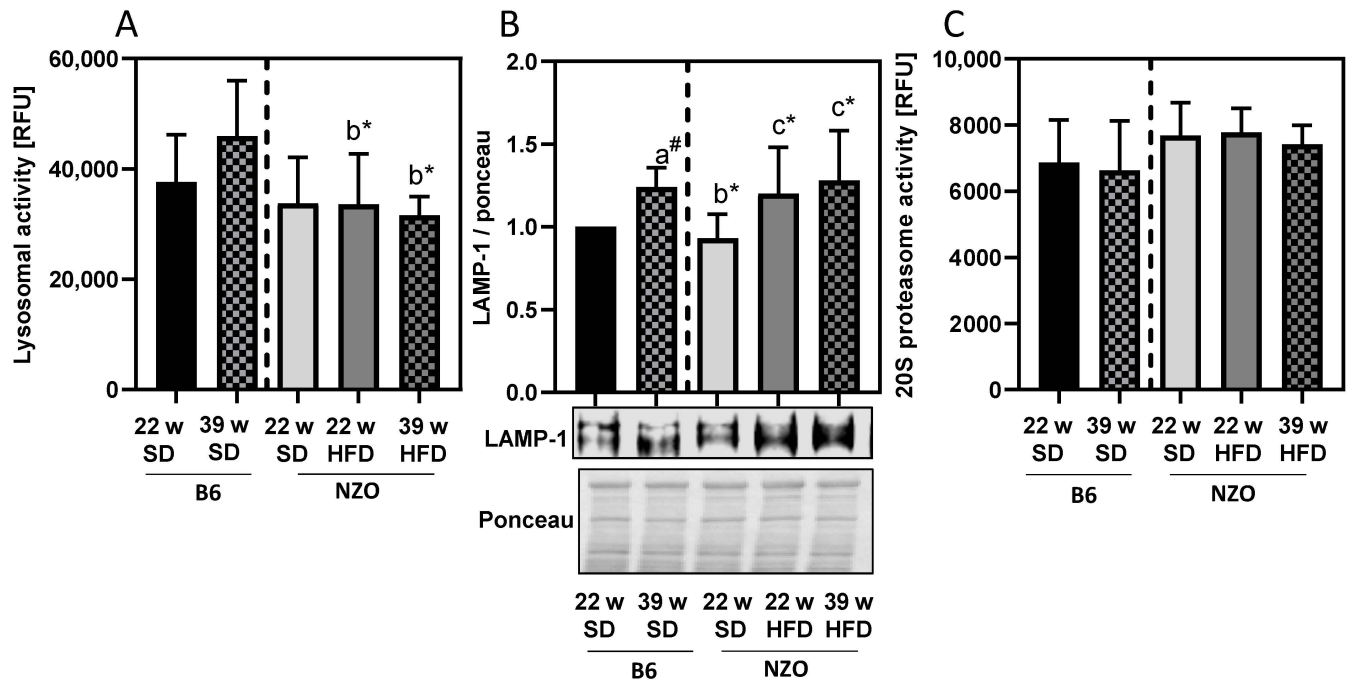 A
Lysosomal activity [RFU]
60,000
40,000
20,000
0
b*
b*
22 w
SD
39 w
SD
22 w
SD
22 w
HFD
39 w
HFD
B6
NZO
B
LAMP-1 / ponceau
2.0
1.5
1.0
0.5
0.0
a#
b*
c*
c*
LAMP-1
Ponceau
22 w
SD
39 w
SD
22 w
SD
22 w
HFD
39 w
HFD
B6
NZO
C
20S proteasome activity [RFU]
10,000
8000
6000
4000
2000
0
22 w
SD
39 w
SD
22 w
SD
22 w
HFD
39 w
HFD
B6
NZO